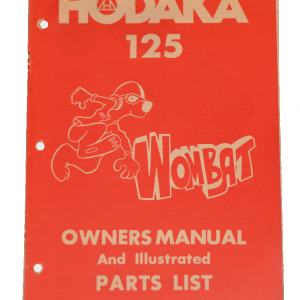 HODAKA
125
WOMBAT
OWNERS MANUAL
And Illustrated
PARTS LIST